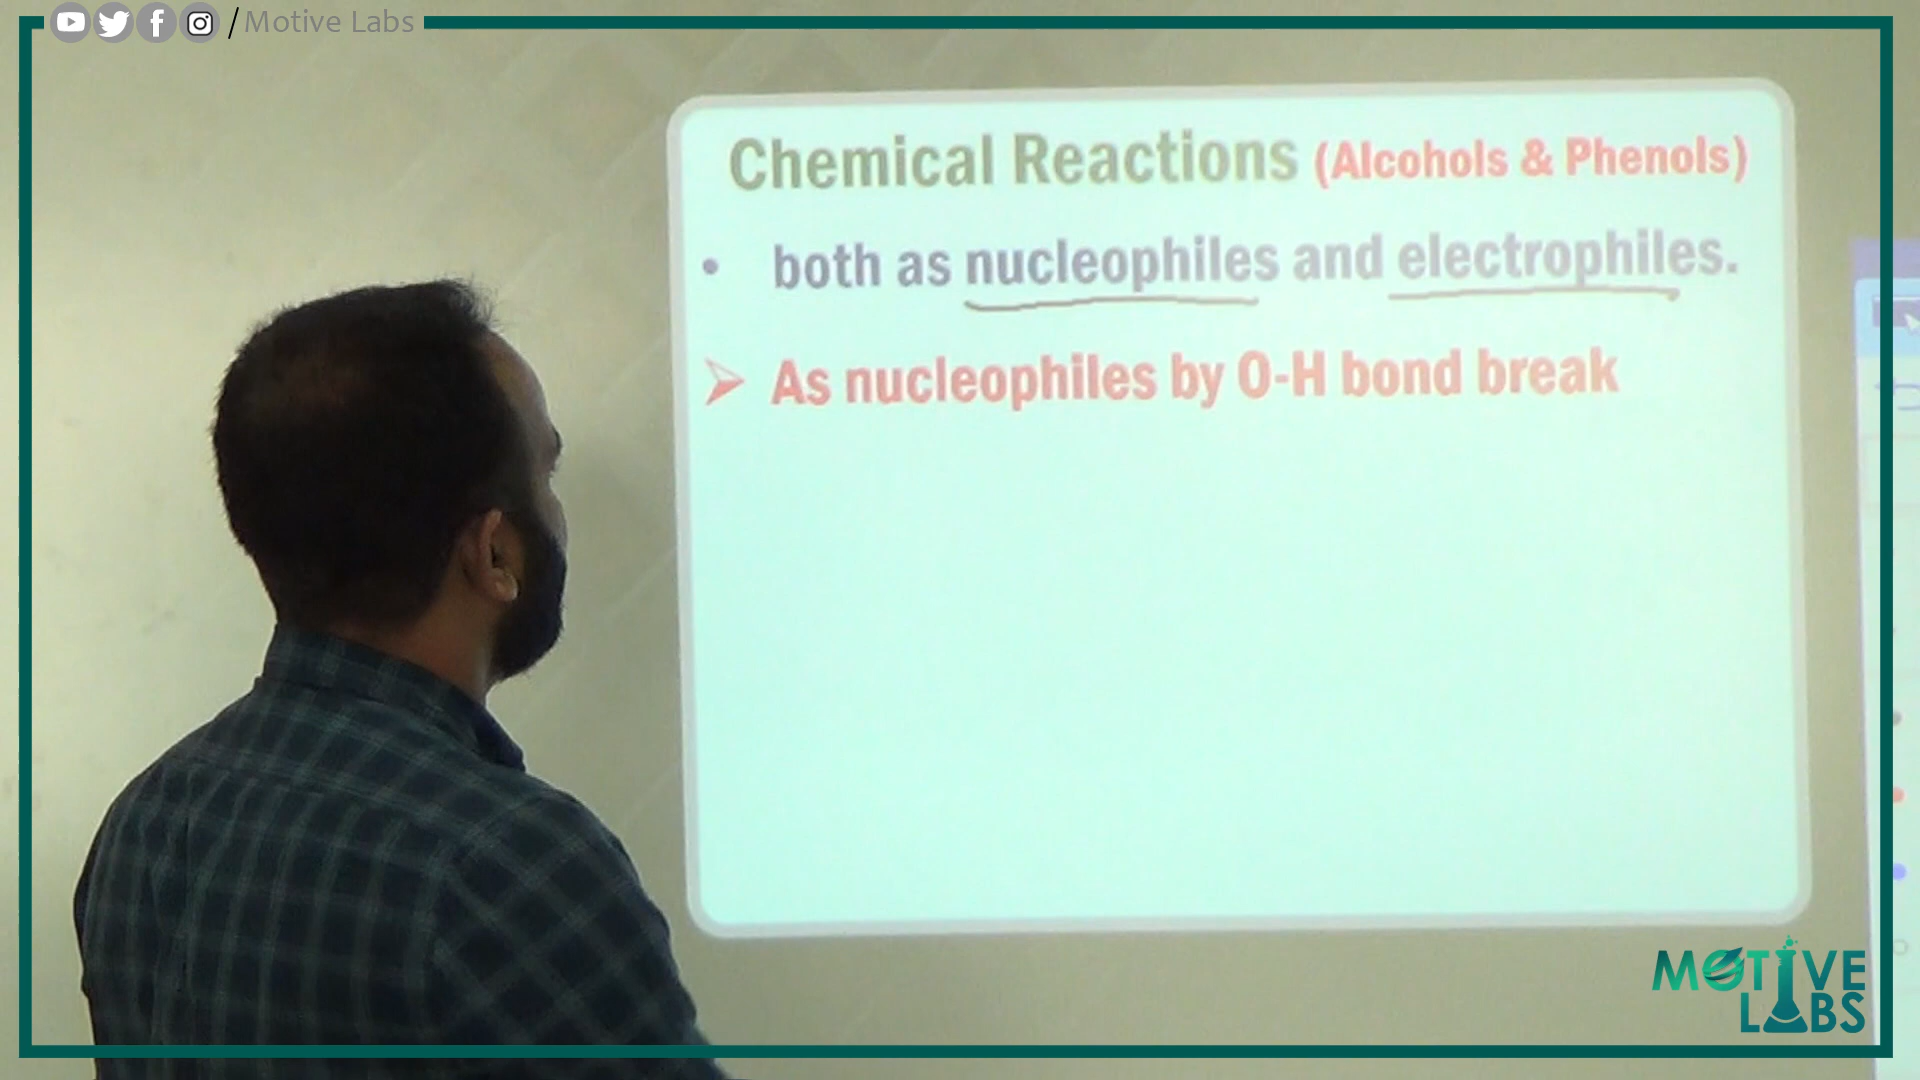 /Motive Labs
Chemical Reactions (Alcohols & Phenols)
• both as nucleophiles and electrophiles.
➢ As nucleophiles by O-H bond break
MOTIVE
LABS